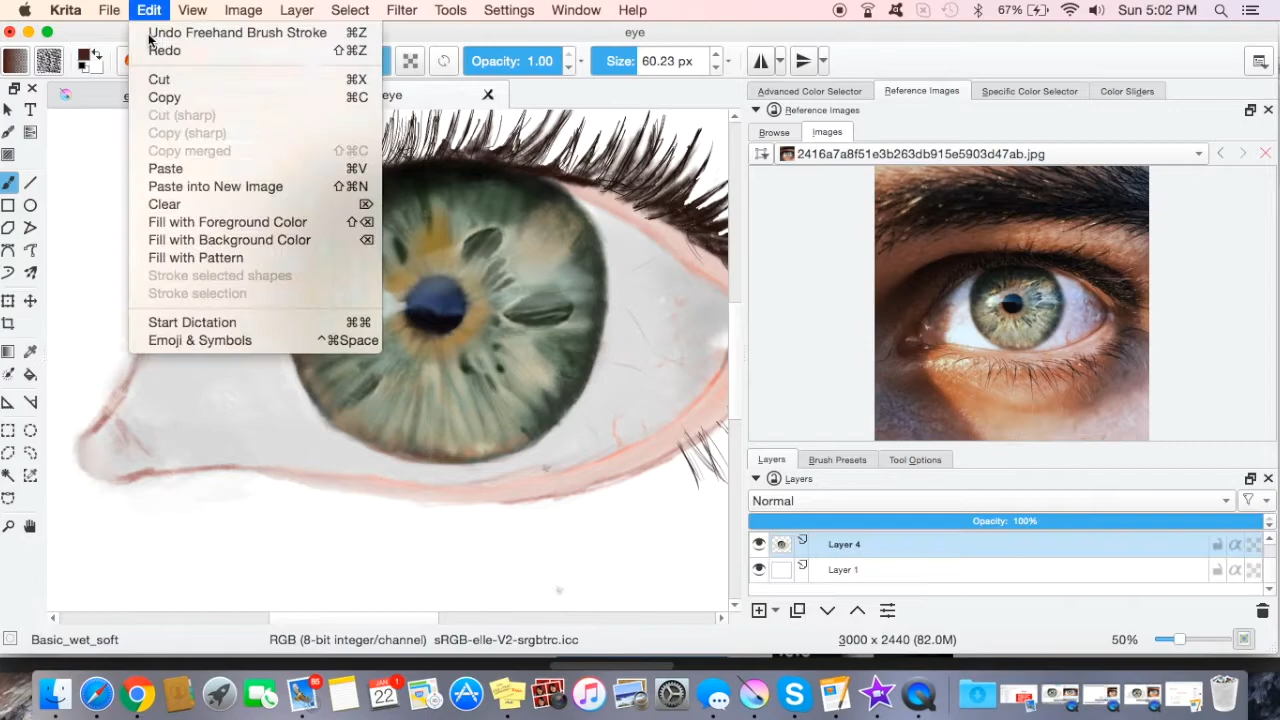 Krita File Edit View Image Layer Select Filter Tools Settings Window Help 67% Sun 5:02 PM
eye
Opacity: 1.00 Size: 60.23 px
Undo Freehand Brush Stroke ⌘Z
Redo ⇧⌘Z
Cut ⌘X
Copy ⌘C
Cut (sharp)
Copy (sharp)
Copy merged ⇧⌘C
Paste ⌘V
Paste into New Image ⇧⌘N
Clear ⌦
Fill with Foreground Color ⇧⌫
Fill with Background Color ⌫
Fill with Pattern
Stroke selected shapes
Stroke selection
Start Dictation ⌘⌘
Emoji & Symbols ^⌘Space
eye
Advanced Color Selector Reference Images Specific Color Selector Color Sliders
Reference Images
Browse Images
2416a7a8f51e3b263db915e5903d47ab.jpg
Layers Brush Presets Tool Options
Layers
Normal
Opacity: 100%
Layer 4
Layer 1
Basic_wet_soft RGB (8-bit integer/channel) sRGB-elle-V2-srgbtrc.icc 3000 x 2440 (82.0M) 50%
JAN
22
1